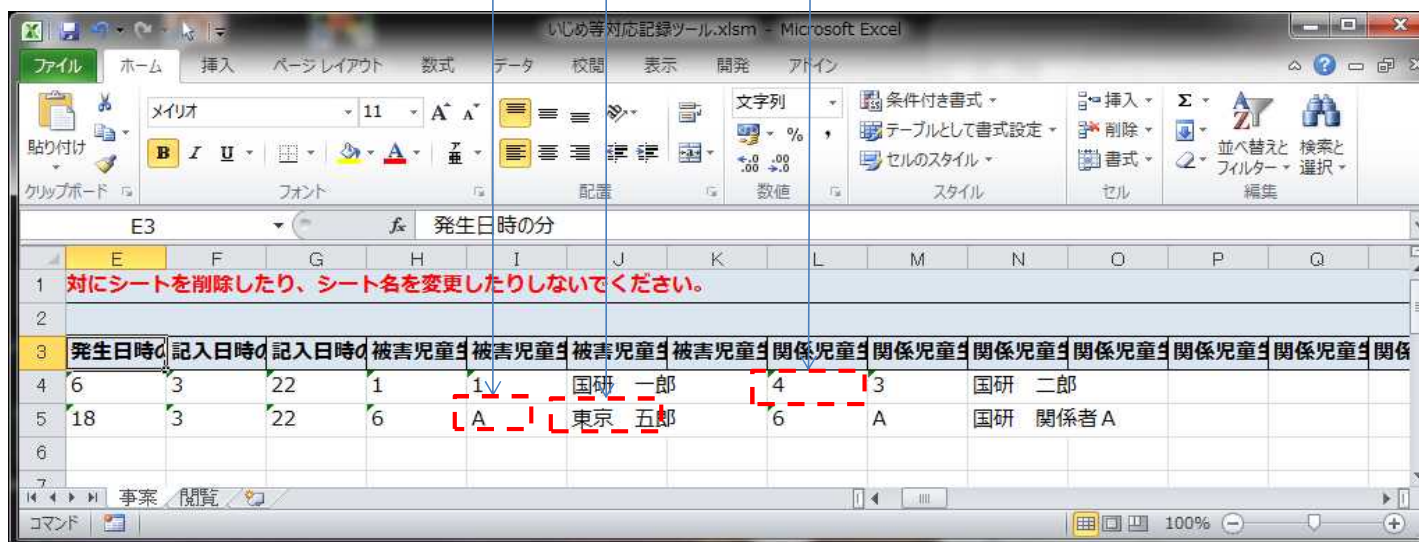 いじめ等対応記録ツール.xlsm - Microsoft Excel
ファイル ホーム 挿入 ページ レイアウト 数式 データ 校閲 表示 開発 アドイン
メイリオ 11 文字列 条件付き書式 挿入 Σ
貼り付け B I U % , テーブルとして書式設定 削除 並べ替えと フィルター 検索と 選択
セルのスタイル 書式
クリップボード フォント 配置 数値 スタイル セル 編集
E3 fx 発生日時の分
E F G H I J K L M N O P Q
1 対にシートを削除したり、シート名を変更したりしないでください。
2
3 発生日時の 記入日時の 記入日時の 被害児童生 被害児童生 被害児童生 被害児童生 関係児童生 関係児童生 関係児童生 関係児童生 関係児童生 関係児童生 関係
4 6 3 22 1 1 国研 一郎 4 3 国研 二郎
5 18 3 22 6 A 東京 五郎 6 A 国研 関係者A
6
7
事案 閲覧
コマンド 100%